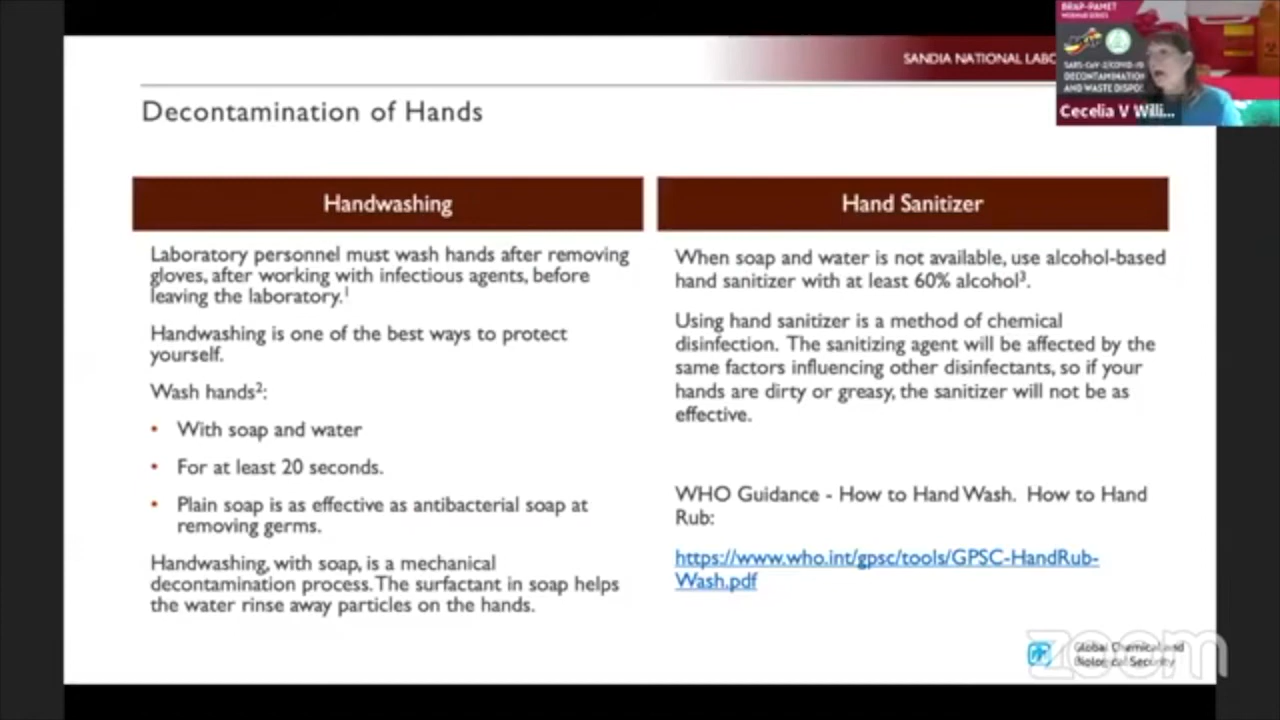 SANDIA NATIONAL LABO
Decontamination of Hands
Handwashing
Laboratory personnel must wash hands after removing
gloves, after working with infectious agents, before
leaving the laboratory.1
Handwashing is one of the best ways to protect
yourself.
Wash hands2:
• With soap and water
• For at least 20 seconds.
• Plain soap is as effective as antibacterial soap at
removing germs.
Handwashing, with soap, is a mechanical
decontamination process. The surfactant in soap helps
the water rinse away particles on the hands.
Hand Sanitizer
When soap and water is not available, use alcohol-based
hand sanitizer with at least 60% alcohol3.
Using hand sanitizer is a method of chemical
disinfection. The sanitizing agent will be affected by the
same factors influencing other disinfectants, so if your
hands are dirty or greasy, the sanitizer will not be as
effective.
WHO Guidance - How to Hand Wash. How to Hand
Rub:
https://www.who.int/gpsc/tools/GPSC-HandRub-
Wash.pdf
BRAP-PAMET
WEBINAR SERIES
SARS-CoV-2/COVID-19
DECONTAMINATION
AND WASTE DISPO
Cecelia V Willi...
Global Chemical and
Biological Security
zoom